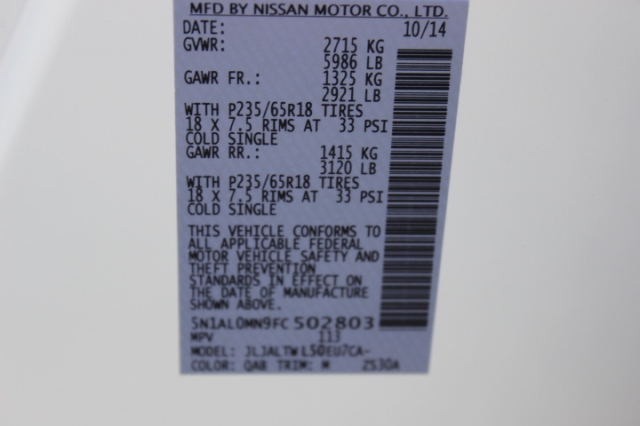 MFD BY NISSAN MOTOR CO., LTD.
DATE: 10/14
GVWR: 2715 KG
5986 LB
GAWR FR.: 1325 KG
2921 LB
WITH P235/65R18 TIRES
18 X 7.5 RIMS AT 33 PSI
COLD SINGLE
GAWR RR.: 1415 KG
3120 LB
WITH P235/65R18 TIRES
18 X 7.5 RIMS AT 33 PSI
COLD SINGLE
THIS VEHICLE CONFORMS TO
ALL APPLICABLE FEDERAL
MOTOR VEHICLE SAFETY AND
THEFT PREVENTION
STANDARDS IN EFFECT ON
THE DATE OF MANUFACTURE
SHOWN ABOVE.
5N1AL0MN9FC502803
MPV 113
MODEL: JLJALTWL50EU7CA-
COLOR: QAB TRIM: M 2530A